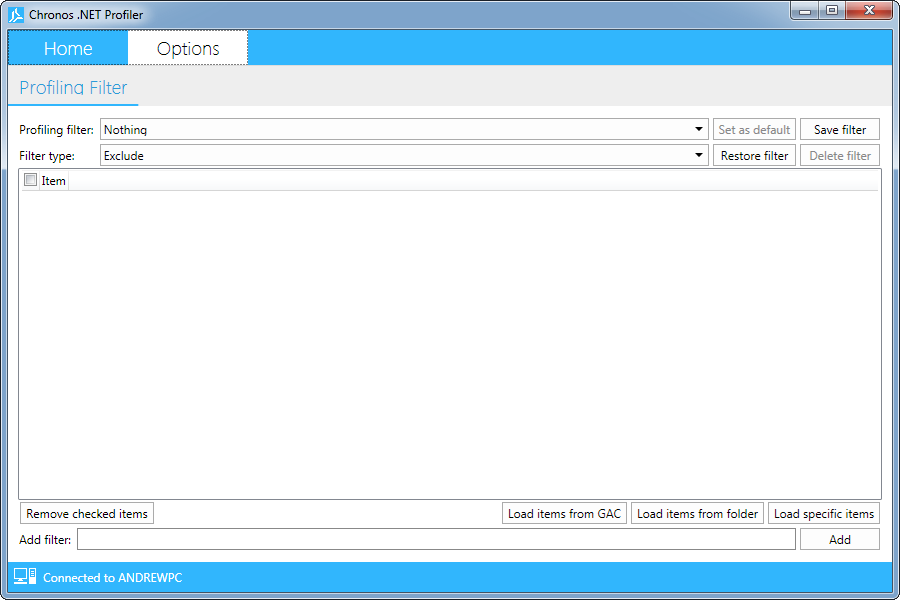 Chronos .NET Profiler
Home Options
Profiling Filter
Profiling filter: Nothing Set as default Save filter
Filter type: Exclude Restore filter Delete filter
Item
Remove checked items Load items from GAC Load items from folder Load specific items
Add filter: Add
Connected to ANDREWPC